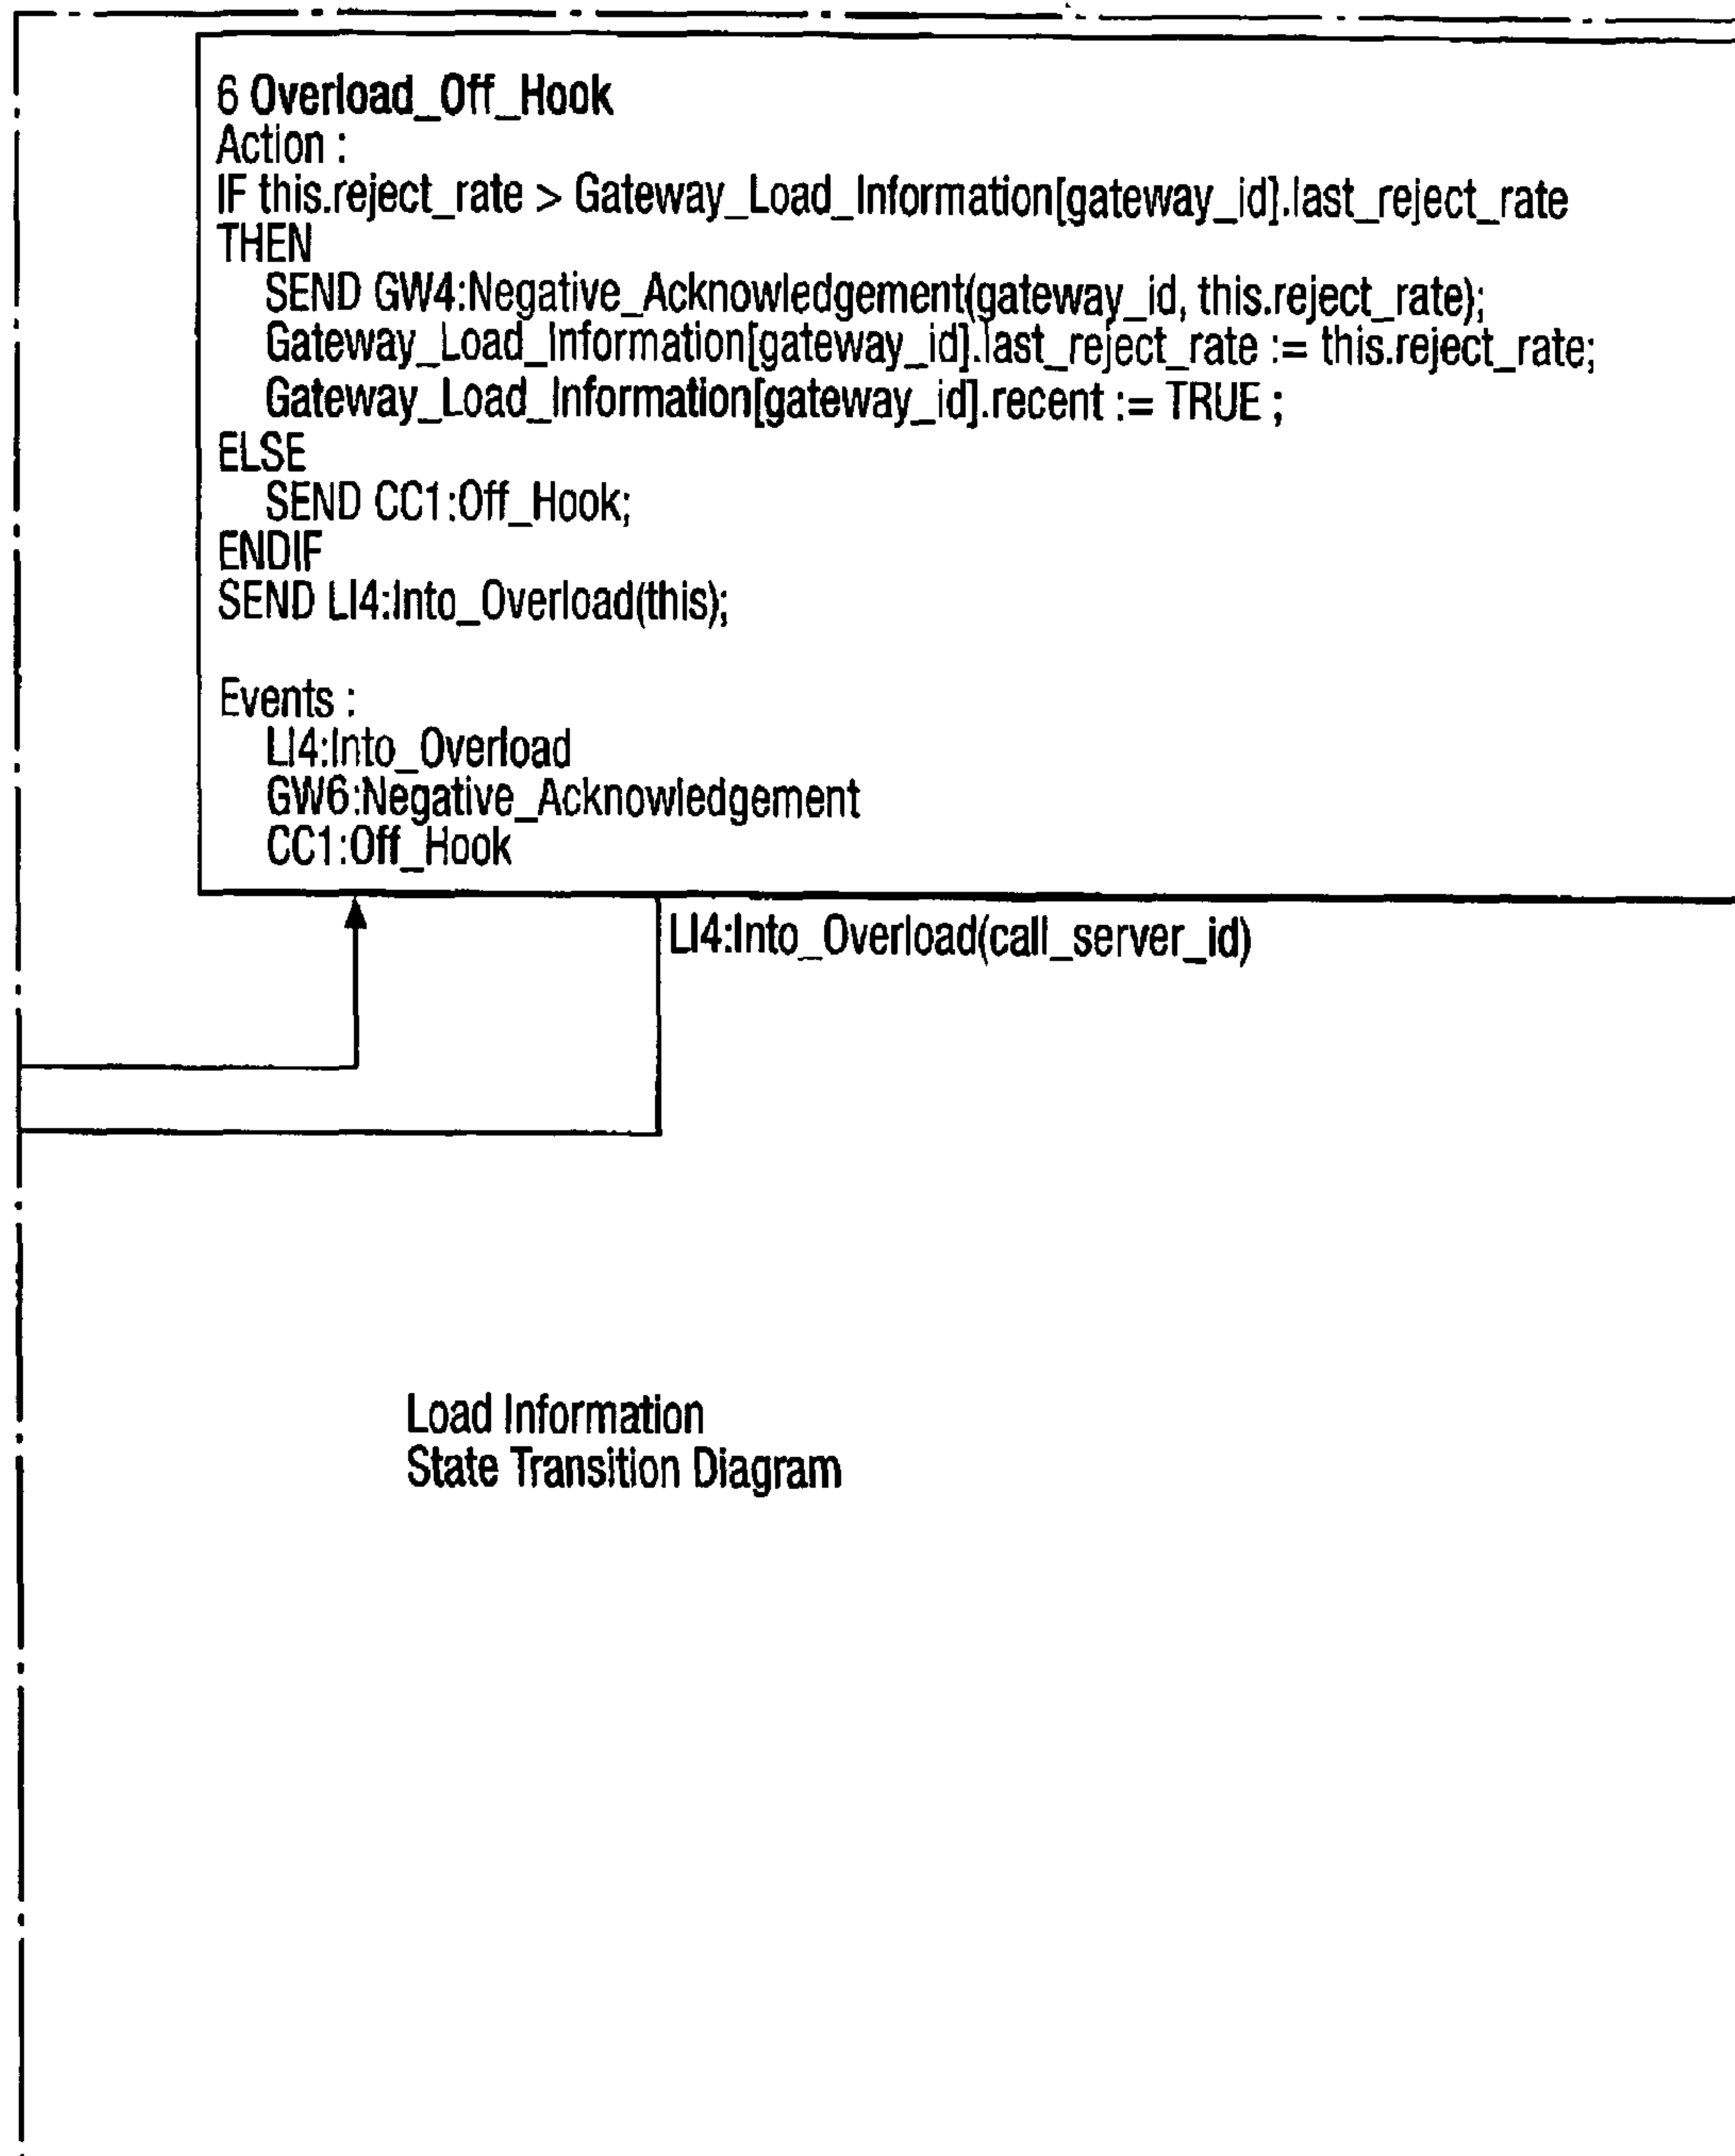 6 Overload_Off_Hook
Action :
IF this.reject_rate > Gateway_Load_Information[gateway_id].last_reject_rate
THEN
SEND GW4:Negative_Acknowledgement(gateway_id, this.reject_rate);
Gateway_Load_Information[gateway_id].last_reject_rate := this.reject_rate;
Gateway_Load_Information[gateway_id].recent := TRUE ;
ELSE
SEND CC1:Off_Hook;
ENDIF
SEND LI4:Into_Overload(this);
Events :
LI4:Into_Overload
GW6:Negative_Acknowledgement
CC1:Off_Hook
LI4:Into_Overload(call_server_id)
Load Information
State Transition Diagram